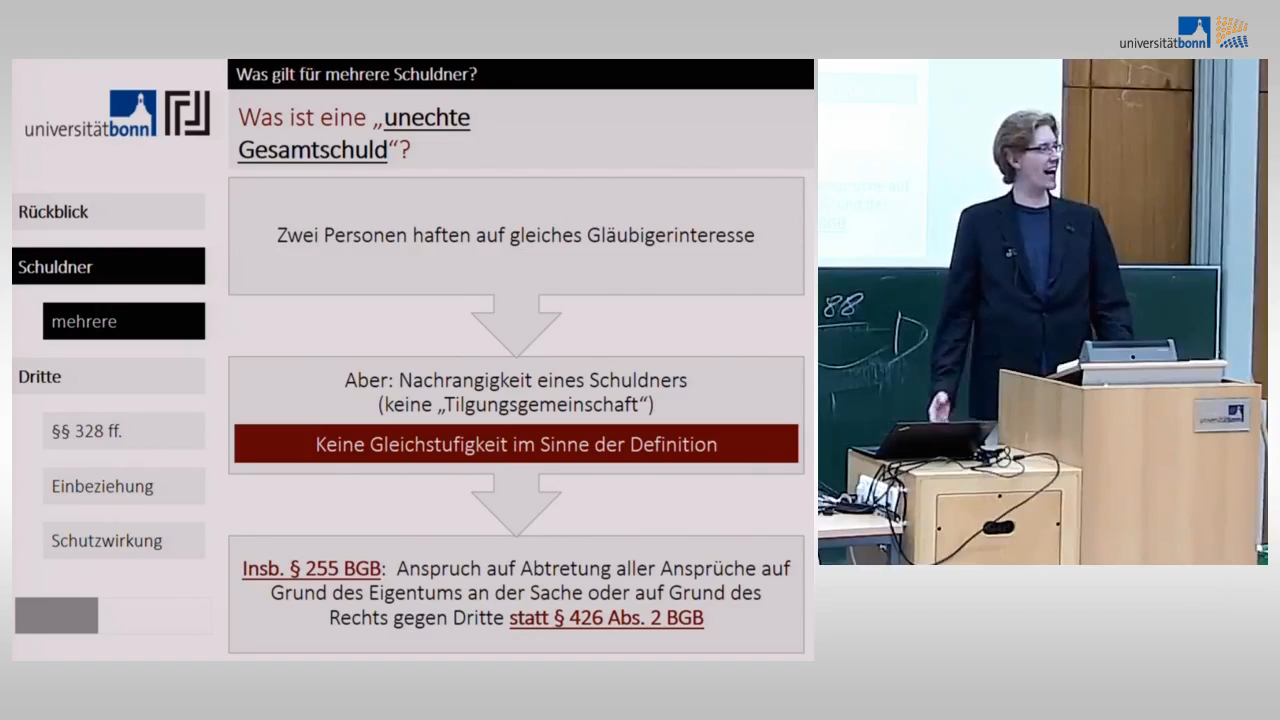 universitätbonn
Was gilt für mehrere Schuldner?
universitätbonn
Was ist eine „unechte
Gesamtschuld“?
Rückblick
Schuldner
mehrere
Dritte
§§ 328 ff.
Einbeziehung
Schutzwirkung
Zwei Personen haften auf gleiches Gläubigerinteresse
Aber: Nachrangigkeit eines Schuldners
(keine „Tilgungsgemeinschaft“)
Keine Gleichstufigkeit im Sinne der Definition
Insb. § 255 BGB: Anspruch auf Abtretung aller Ansprüche auf
Grund des Eigentums an der Sache oder auf Grund des
Rechts gegen Dritte statt § 426 Abs. 2 BGB
88
universitätbonn